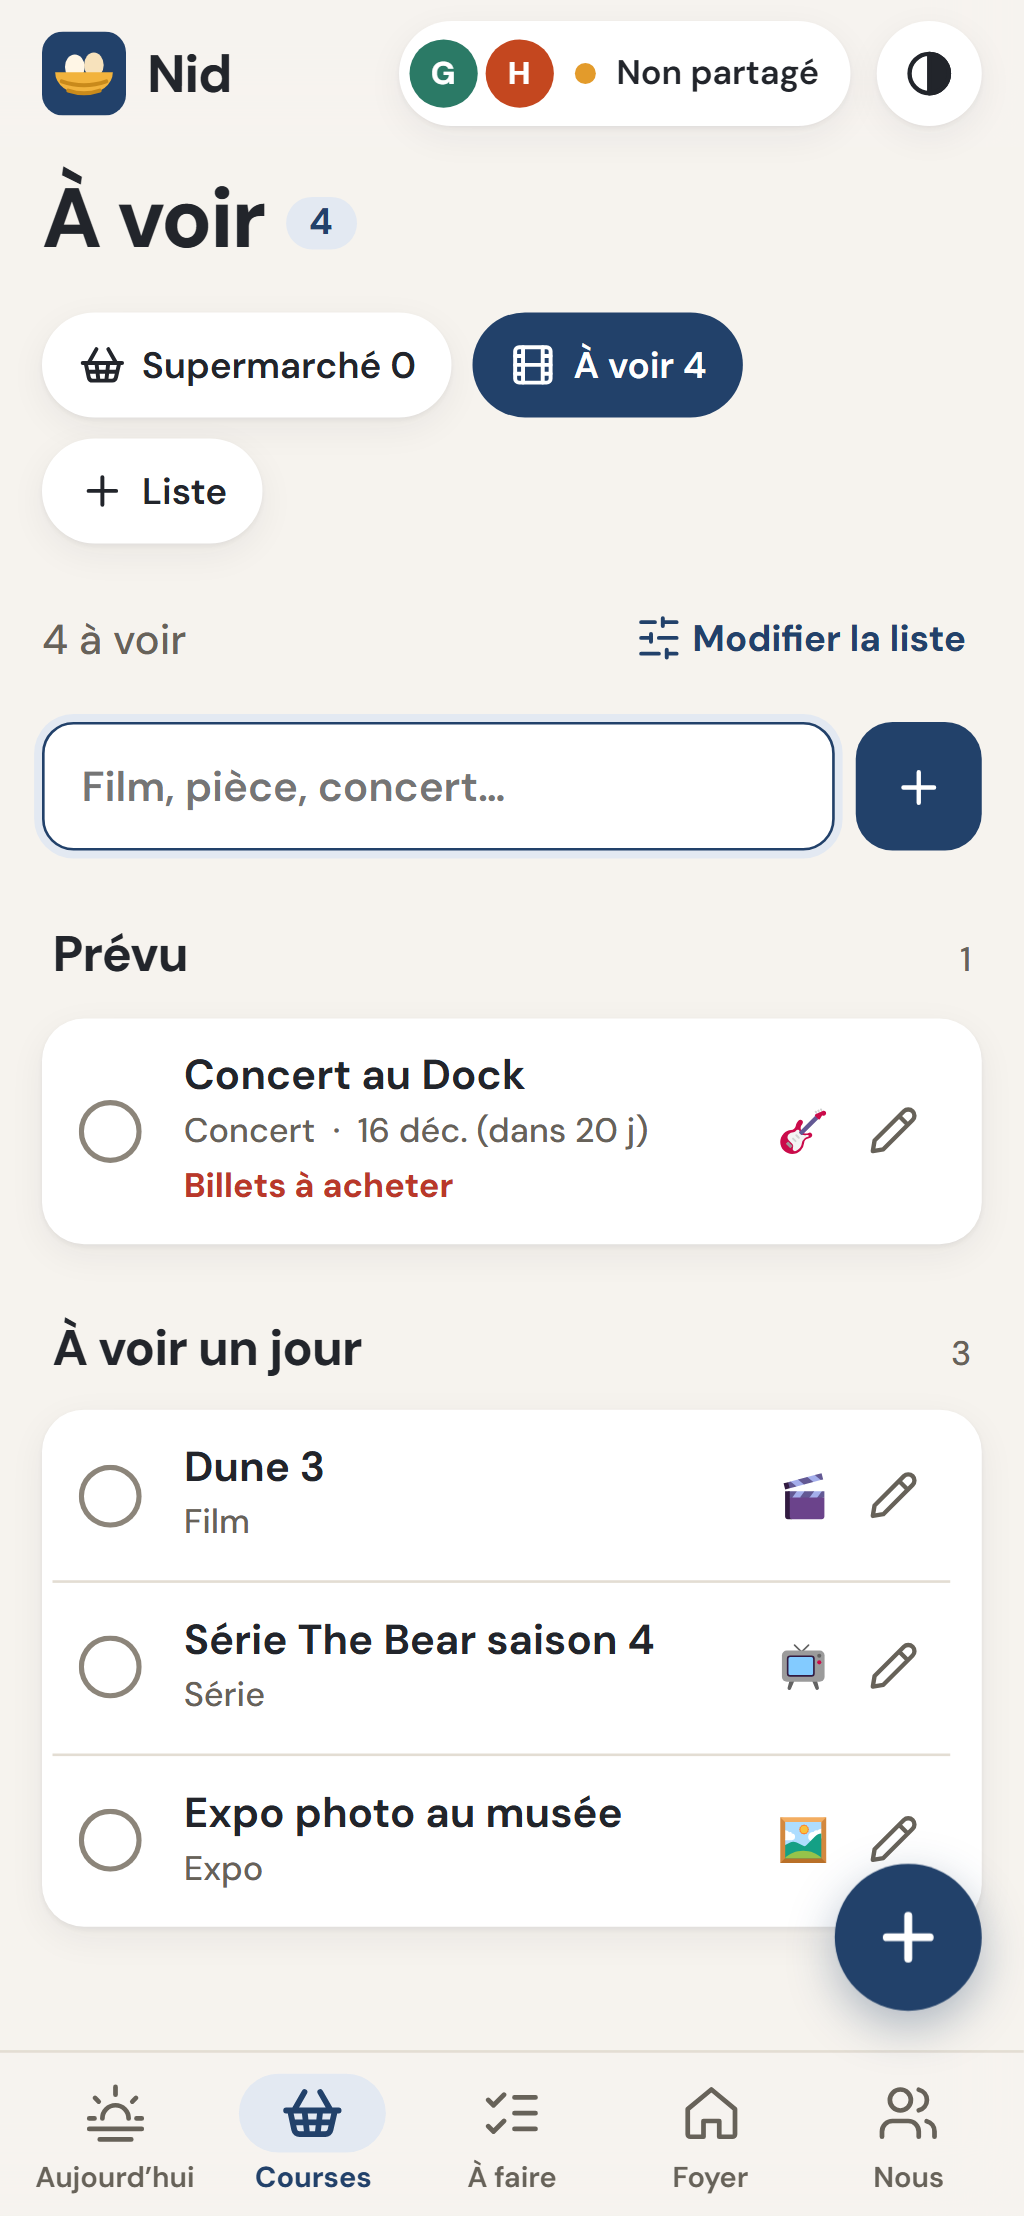 Nid
G H Non partagé
À voir 4
Supermarché 0
À voir 4
Liste
4 à voir
Modifier la liste
Film, pièce, concert…
Prévu 1
Concert au Dock
Concert · 16 déc. (dans 20 j)
Billets à acheter
À voir un jour 3
Dune 3
Film
Série The Bear saison 4
Série
Expo photo au musée
Expo
Aujourd’hui
Courses
À faire
Foyer
Nous